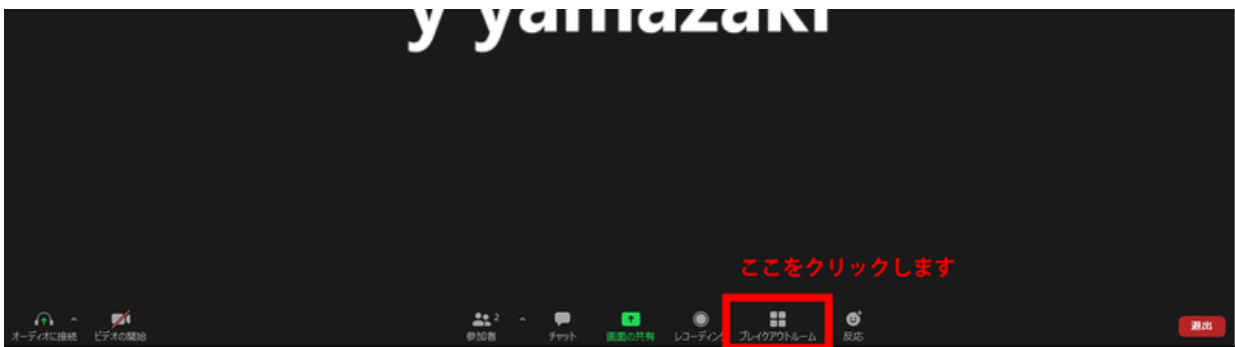 y yamazaki
ここをクリックします
オーディオに接続 ビデオの開始 参加者 2 チャット 画面の共有 レコーディング ブレイクアウトルーム 反応 退出